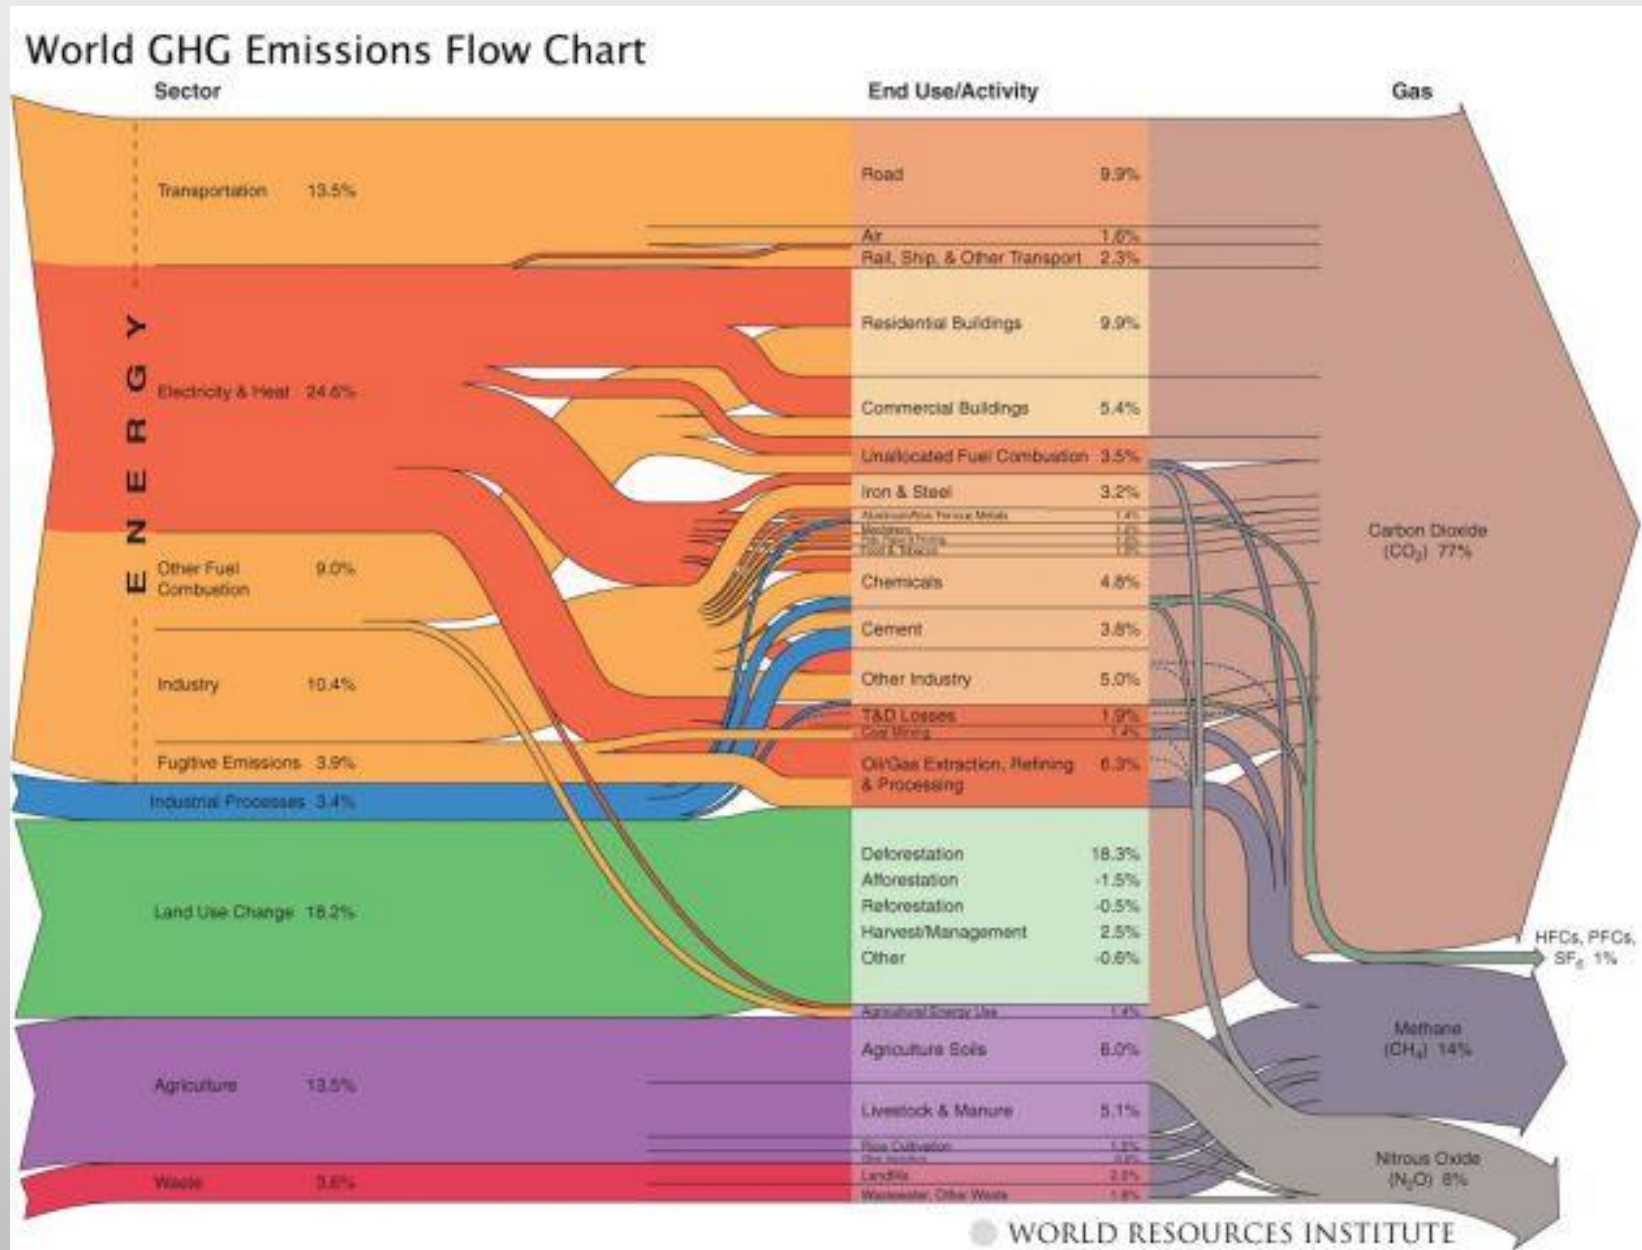 World GHG Emissions Flow Chart
Sector
End Use/Activity
Gas
ENERGY
Transportation 13.5%
Electricity & Heat 24.6%
Other Fuel
Combustion 9.0%
Industry 10.4%
Fugitive Emissions 3.9%
Industrial Processes 3.4%
Land Use Change 18.2%
Agriculture 13.5%
Waste 3.6%
Road 9.9%
Air 1.6%
Rail, Ship, & Other Transport 2.3%
Residential Buildings 9.9%
Commercial Buildings 5.4%
Unallocated Fuel Combustion 3.5%
Iron & Steel 3.2%
Food & Tobacco 1.0%
Chemicals 4.8%
Cement 3.8%
Other Industry 5.0%
T&D Losses 1.9%
Coal Mining 1.4%
Oil/Gas Extraction, Refining 6.3%
& Processing
Deforestation 18.3%
Afforestation -1.5%
Reforestation -0.5%
Harvest/Management 2.5%
Other -0.6%
Agricultural Energy Use 1.4%
Agriculture Soils 6.0%
Livestock & Manure 5.1%
Rice Cultivation 1.5%
Landfills 2.0%
Wastewater, Other Waste 1.6%
Carbon Dioxide
(CO₂) 77%
HFCs, PFCs,
SF₆ 1%
Methane
(CH₄) 14%
Nitrous Oxide
(N₂O) 8%
WORLD RESOURCES INSTITUTE